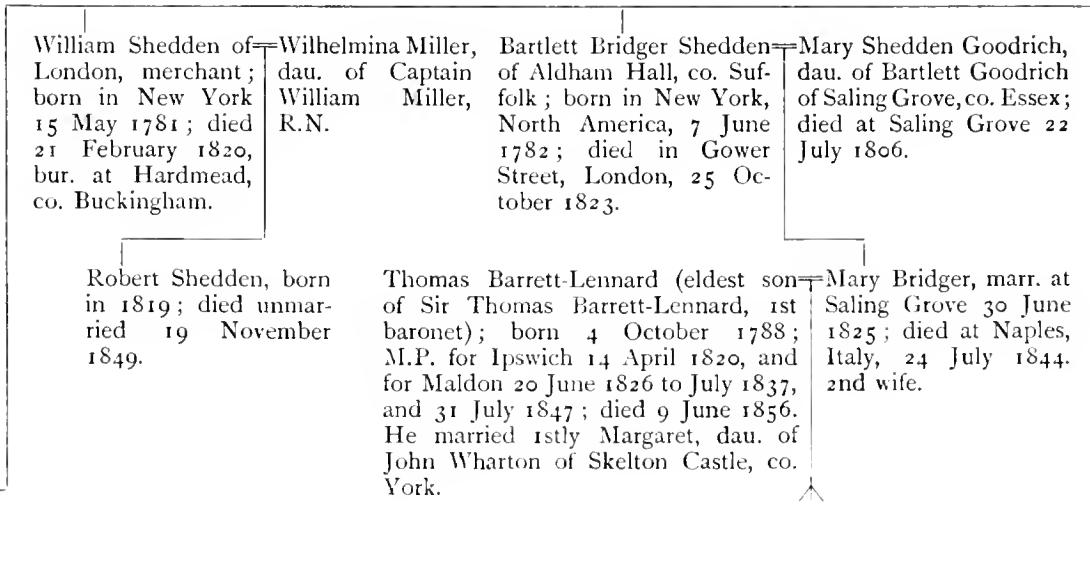 William Shedden of
London, merchant;
born in New York
15 May 1781; died
21 February 1820,
bur. at Hardmead,
co. Buckingham.
Wilhelmina Miller,
dau. of Captain
William Miller,
R.N.
Bartlett Bridger Shedden
of Aldham Hall, co. Suf-
folk; born in New York,
North America, 7 June
1782; died in Gower
Street, London, 25 Oc-
tober 1823.
Mary Shedden Goodrich,
dau. of Bartlett Goodrich
of Saling Grove, co. Essex;
died at Saling Grove 22
July 1806.
Robert Shedden, born
in 1819; died unmar-
ried 19 November
1849.
Thomas Barrett-Lennard (eldest son
of Sir Thomas Barrett-Lennard, 1st
baronet); born 4 October 1788;
M.P. for Ipswich 14 April 1820, and
for Maldon 20 June 1826 to July 1837,
and 31 July 1847; died 9 June 1856.
He married 1stly Margaret, dau. of
John Wharton of Skelton Castle, co.
York.
Mary Bridger, marr. at
Saling Grove 30 June
1825; died at Naples,
Italy, 24 July 1844.
2nd wife.